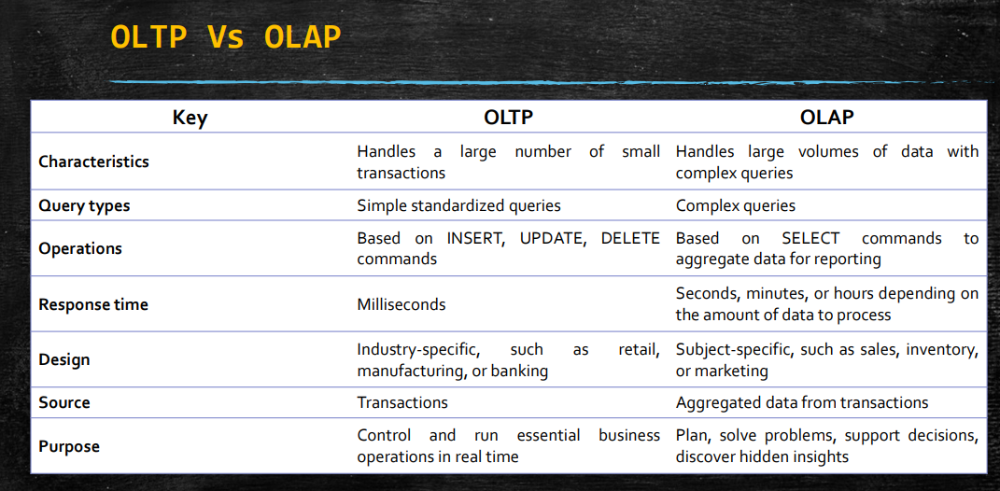 OLTP Vs OLAP
Key OLTP OLAP
Characteristics
Handles a large number of small
transactions
Handles large volumes of data with
complex queries
Query types
Simple standardized queries
Complex queries
Operations
Based on INSERT, UPDATE, DELETE
commands
Based on SELECT commands to
aggregate data for reporting
Response time
Milliseconds
Seconds, minutes, or hours depending on
the amount of data to process
Design
Industry-specific, such as retail,
manufacturing, or banking
Subject-specific, such as sales, inventory,
or marketing
Source
Transactions
Aggregated data from transactions
Purpose
Control and run essential business
operations in real time
Plan, solve problems, support decisions,
discover hidden insights